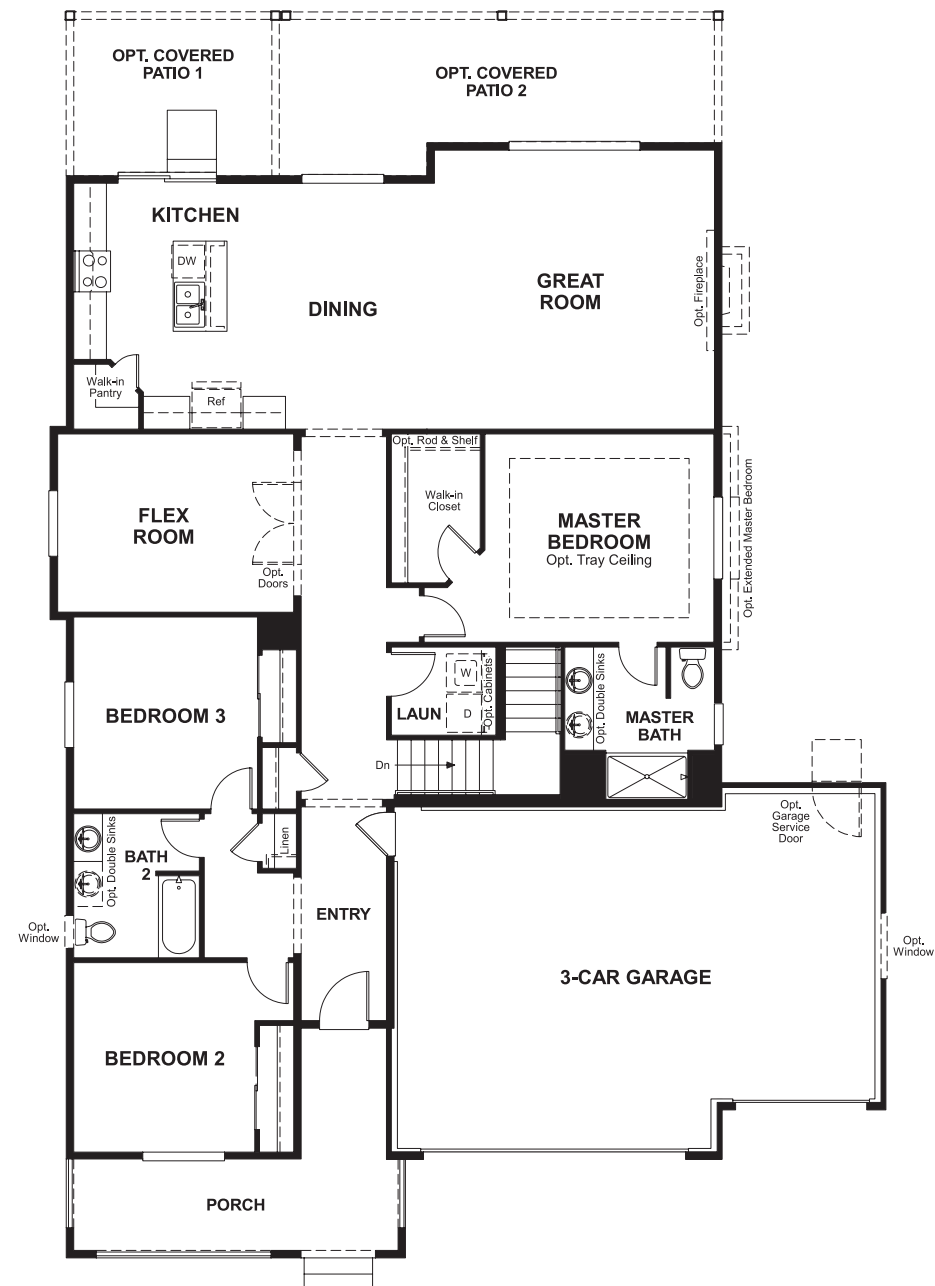 OPT. COVERED
PATIO 1
OPT. COVERED
PATIO 2
KITCHEN
DW
DINING
GREAT
ROOM
Opt. Fireplace
Walk-in
Pantry
Ref
Opt. Rod & Shelf
Walk-in
Closet
FLEX
ROOM
Opt.
Doors
MASTER
BEDROOM
Opt. Tray Ceiling
Opt. Extended Master Bedroom
BEDROOM 3
LAUN
W
D
Opt. Cabinets
Opt. Double Sinks
MASTER
BATH
Dn
Opt.
Garage
Service
Door
Opt. Double Sinks
BATH
2
Linen
ENTRY
Opt.
Window
3-CAR GARAGE
Opt.
Window
BEDROOM 2
PORCH